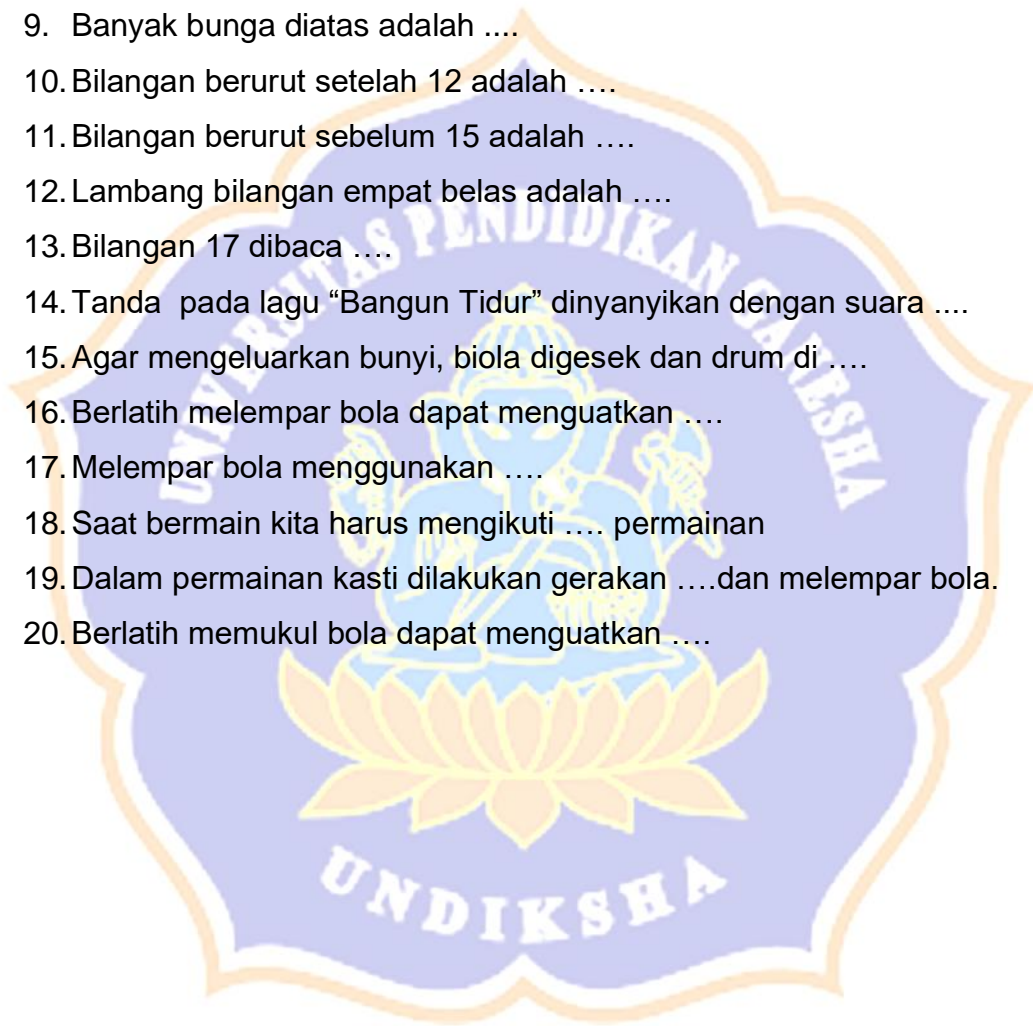 9. Banyak bunga diatas adalah ....
10. Bilangan berurut setelah 12 adalah ….
11. Bilangan berurut sebelum 15 adalah ….
12. Lambang bilangan empat belas adalah ….
13. Bilangan 17 dibaca ….
14. Tanda  pada lagu “Bangun Tidur” dinyanyikan dengan suara ....
15. Agar mengeluarkan bunyi, biola digesek dan drum di ….
16. Berlatih melempar bola dapat menguatkan ….
17. Melempar bola menggunakan ….
18. Saat bermain kita harus mengikuti …. permainan
19. Dalam permainan kasti dilakukan gerakan ….dan melempar bola.
20. Berlatih memukul bola dapat menguatkan ….
UNIVERSITAS PENDIDIKAN GANESHA
UNDIKSHA